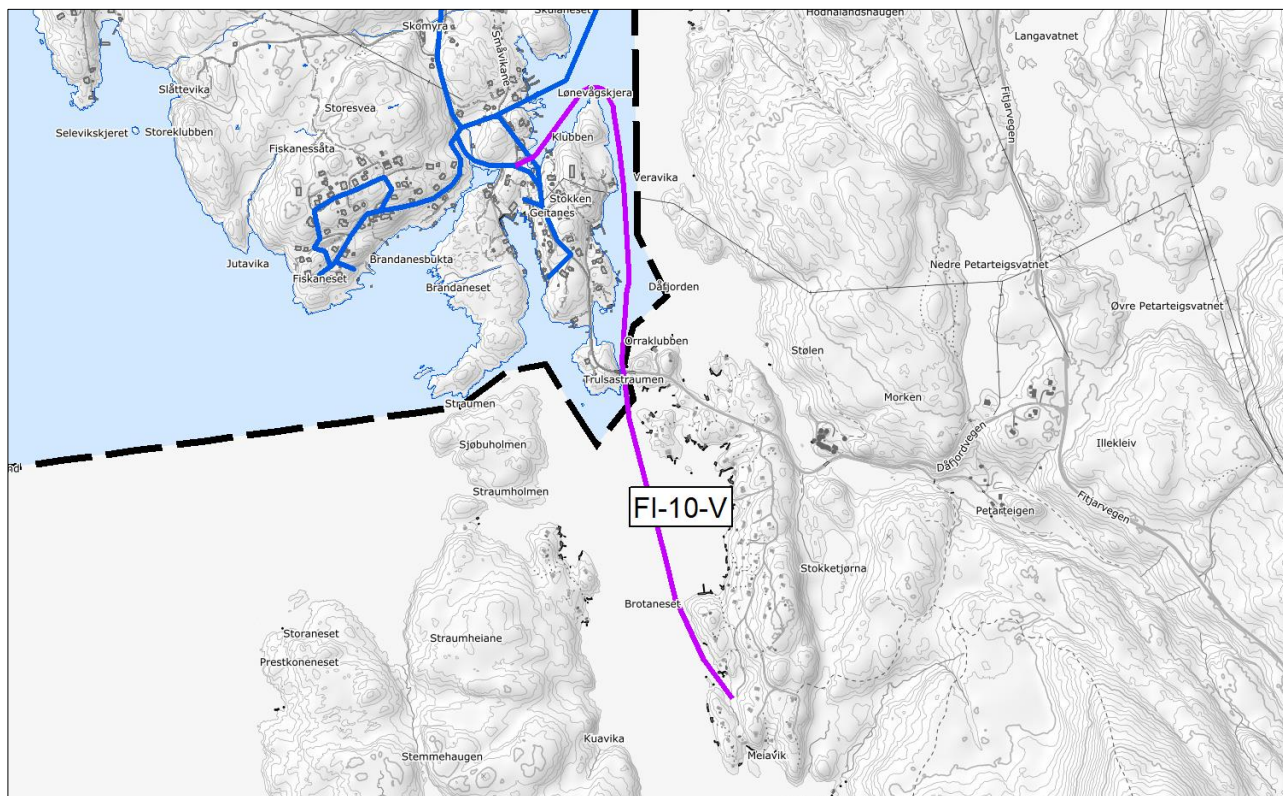 Hodnalandshaugen
Skulaneset
Skomyra
Langavatnet
Småvikane
Slåttevika
Lønevågskjera
Fitjarvegen
Storesvea
Selevikskjeret
Storeklubben
Klubben
Fiskanessåta
Veravika
Stokken
Geitanes
Jutavika
Brandanesbukta
Nedre Petarteigsvatnet
Fiskaneset
Brandaneset
Dåfjorden
Øvre Petarteigsvatnet
Orraklubben
Stølen
Trulsastraumen
Morken
Straumen
Sjøbuholmen
Dåfjordvegen
Illekleiv
Straumholmen
FI-10-V
Petarteigen
Fitjarvegen
Stokketjørna
Brotaneset
Storaneset
Straumheiane
Prestkoneneset
Kuavika
Stemmehaugen
Meiavik